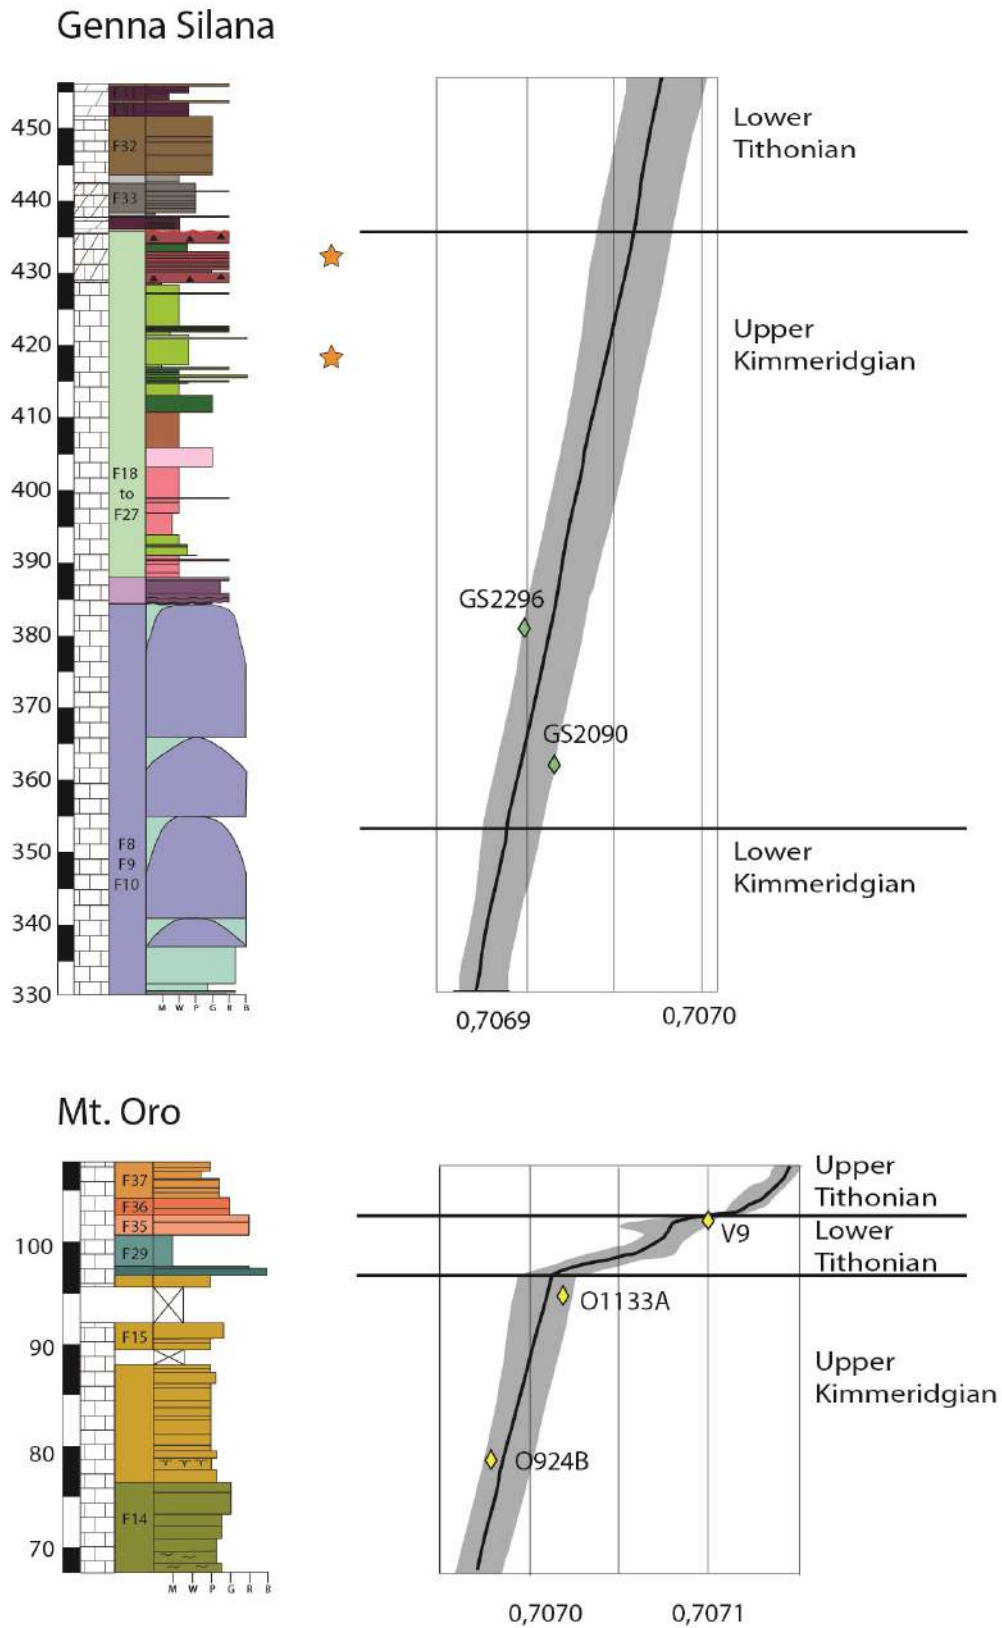 Genna Silana
450
440
430
420
410
400
390
380
370
360
350
340
330
F32
F33
F18
to
F27
F8
F9
F10
M W P G R B
GS2296
GS2090
Lower
Tithonian
Upper
Kimmeridgian
Lower
Kimmeridgian
0,7069
0,7070
Mt. Oro
100
90
80
70
F37
F36
F35
F29
F15
F14
M W P G R B
V9
O1133A
O924B
Upper
Tithonian
Lower
Tithonian
Upper
Kimmeridgian
0,7070
0,7071